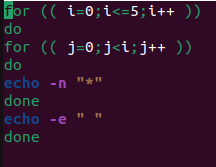 for (( i=0;i<=5;i++ ))
do
for (( j=0;j<i;j++ ))
do
echo -n "*"
done
echo -e " "
done